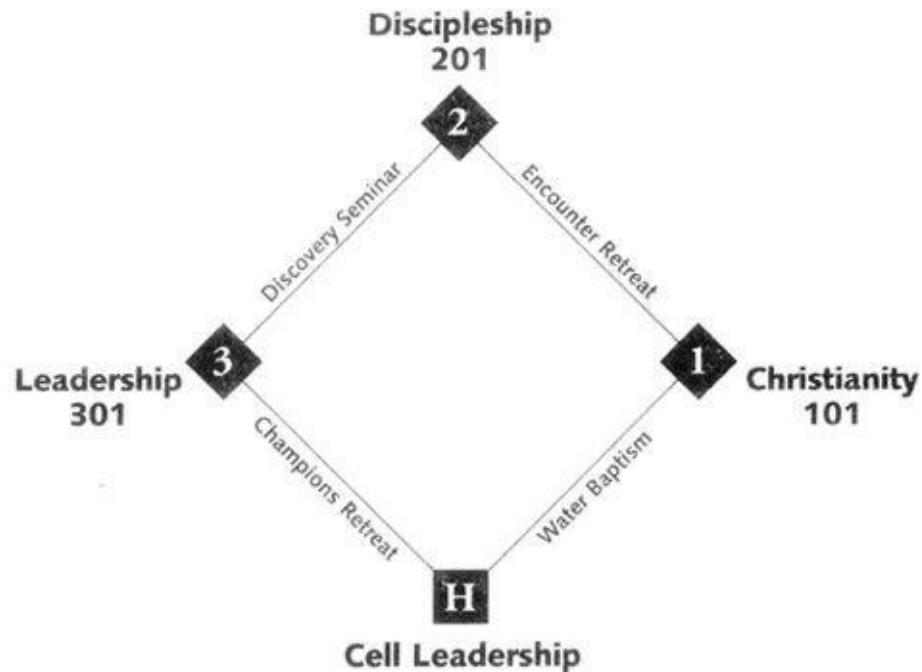 Discipleship
201
2
Discovery Seminar
Encounter Retreat
3
1
Leadership
301
Christianity
101
Champions Retreat
Water Baptism
H
Cell Leadership